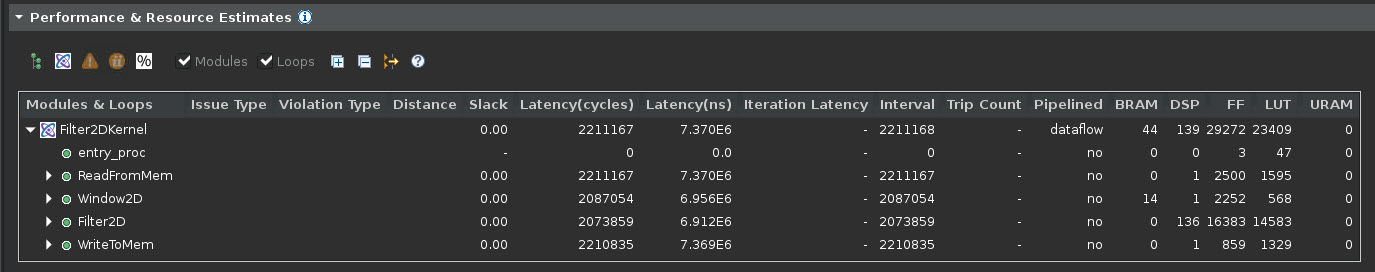 Performance & Resource Estimates
% Modules Loops
Modules & Loops Issue Type Violation Type Distance Slack Latency(cycles) Latency(ns) Iteration Latency Interval Trip Count Pipelined BRAM DSP FF LUT URAM
Filter2DKernel 0.00 2211167 7.370E6 - 2211168 - dataflow 44 139 29272 23409 0
entry_proc - 0 0.0 - 0 - no 0 0 3 47 0
ReadFromMem 0.00 2211167 7.370E6 - 2211167 - no 0 1 2500 1595 0
Window2D 0.00 2087054 6.956E6 - 2087054 - no 14 1 2252 568 0
Filter2D 0.00 2073859 6.912E6 - 2073859 - no 0 136 16383 14583 0
WriteToMem 0.00 2210835 7.369E6 - 2210835 - no 0 1 859 1329 0